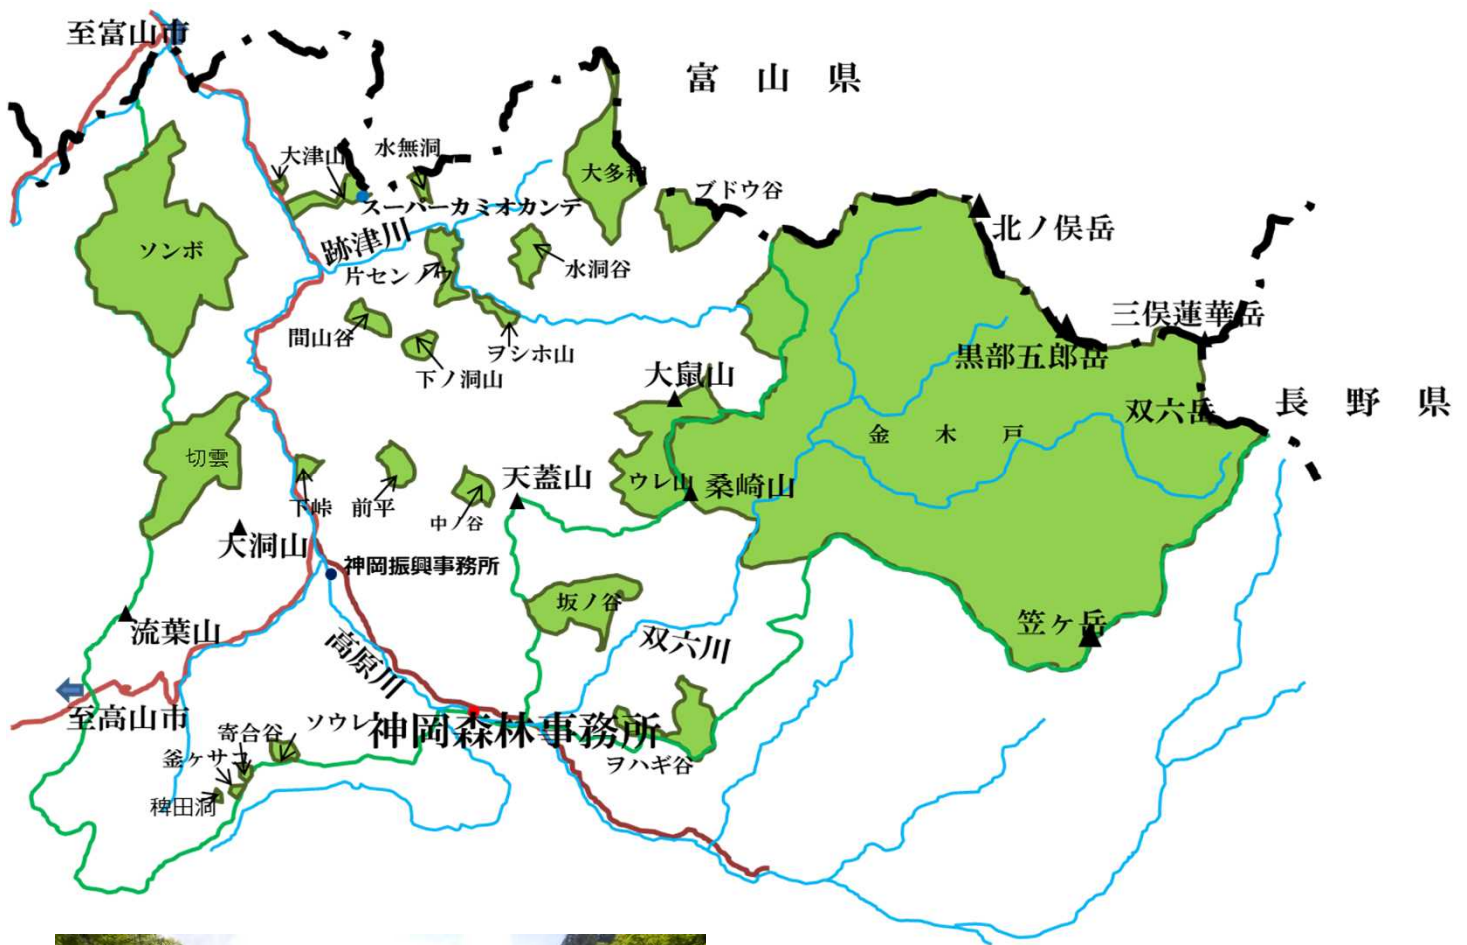 至富山市
富 山 県
大津山
水無洞
大多和
ブドウ谷
スーパーカミオカンデ
跡津川
北ノ俣岳
ソンボ
片センノウ
水洞谷
三俣蓮華岳
間山谷
ヲシホ山
黒部五郎岳
下ノ洞山
大鼠山
双六岳
長 野 県
金 木 戸
切雲
天蓋山
ウレ山
桑崎山
下峠
前平
中ノ谷
大洞山
神岡振興事務所
坂ノ谷
流葉山
笠ヶ岳
双六川
高原川
至高山市
ソウレ
神岡森林事務所
寄合谷
釜ヶサコ
ヲハギ谷
稗田洞